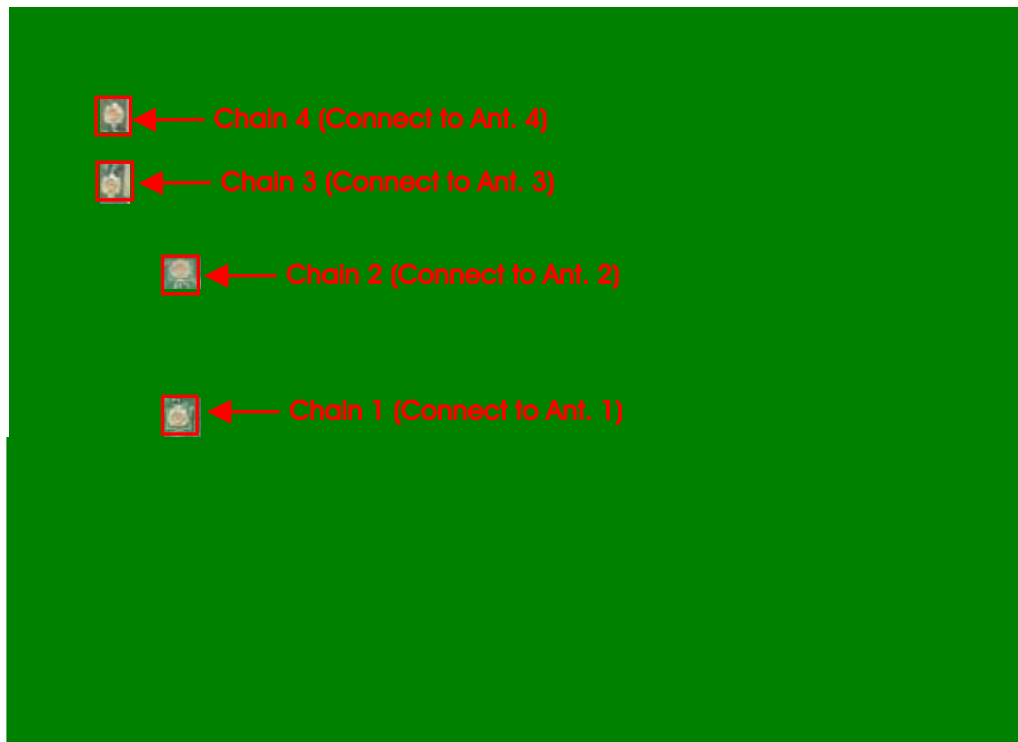 Chain 4 (Connect to Ant. 4)
Chain 3 (Connect to Ant. 3)
Chain 2 (Connect to Ant. 2)
Chain 1 (Connect to Ant. 1)